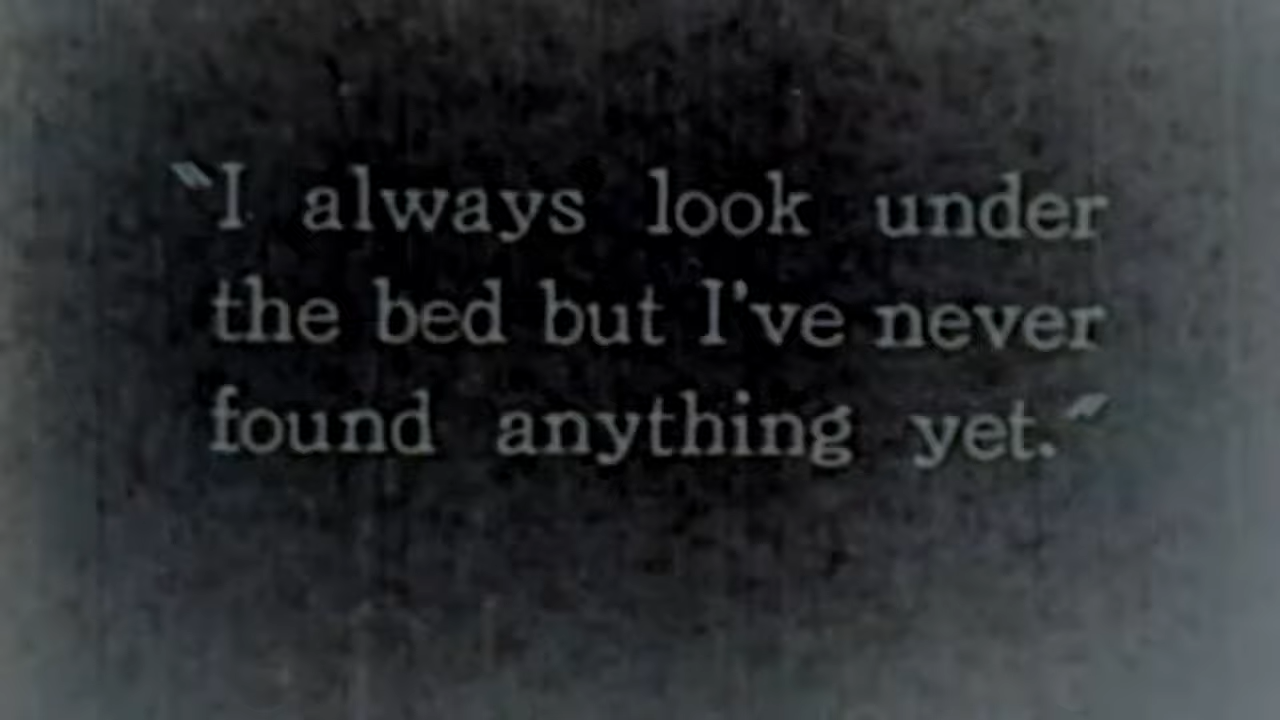 "I always look under
the bed but I've never
found anything yet."